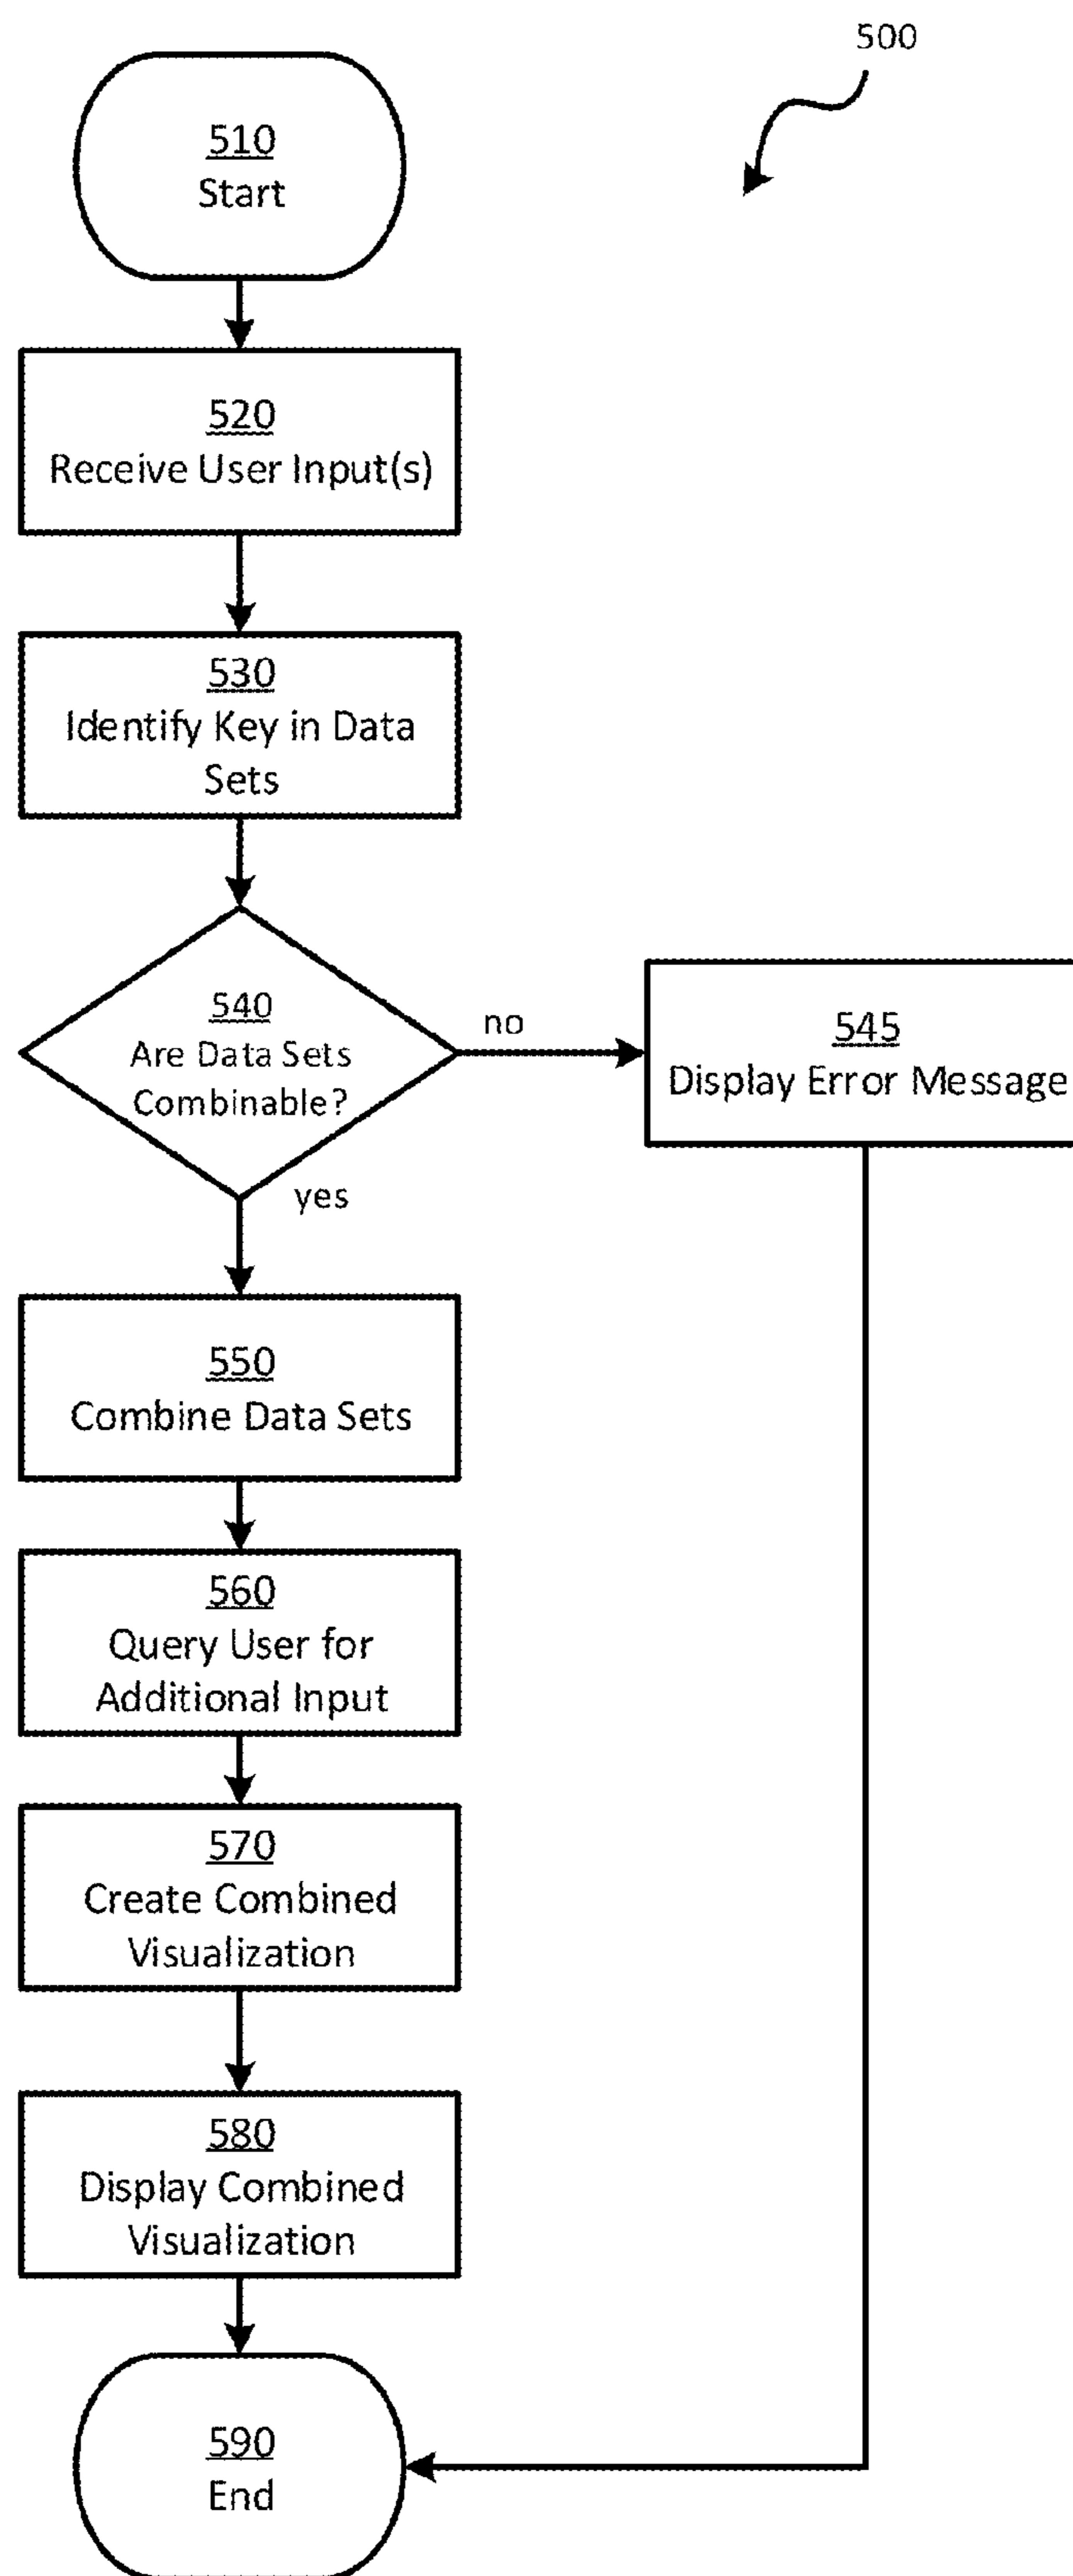 500
510
Start
520
Receive User Input(s)
530
Identify Key in Data
Sets
540
Are Data Sets
Combinable?
no
545
Display Error Message
yes
550
Combine Data Sets
560
Query User for
Additional Input
570
Create Combined
Visualization
580
Display Combined
Visualization
590
End